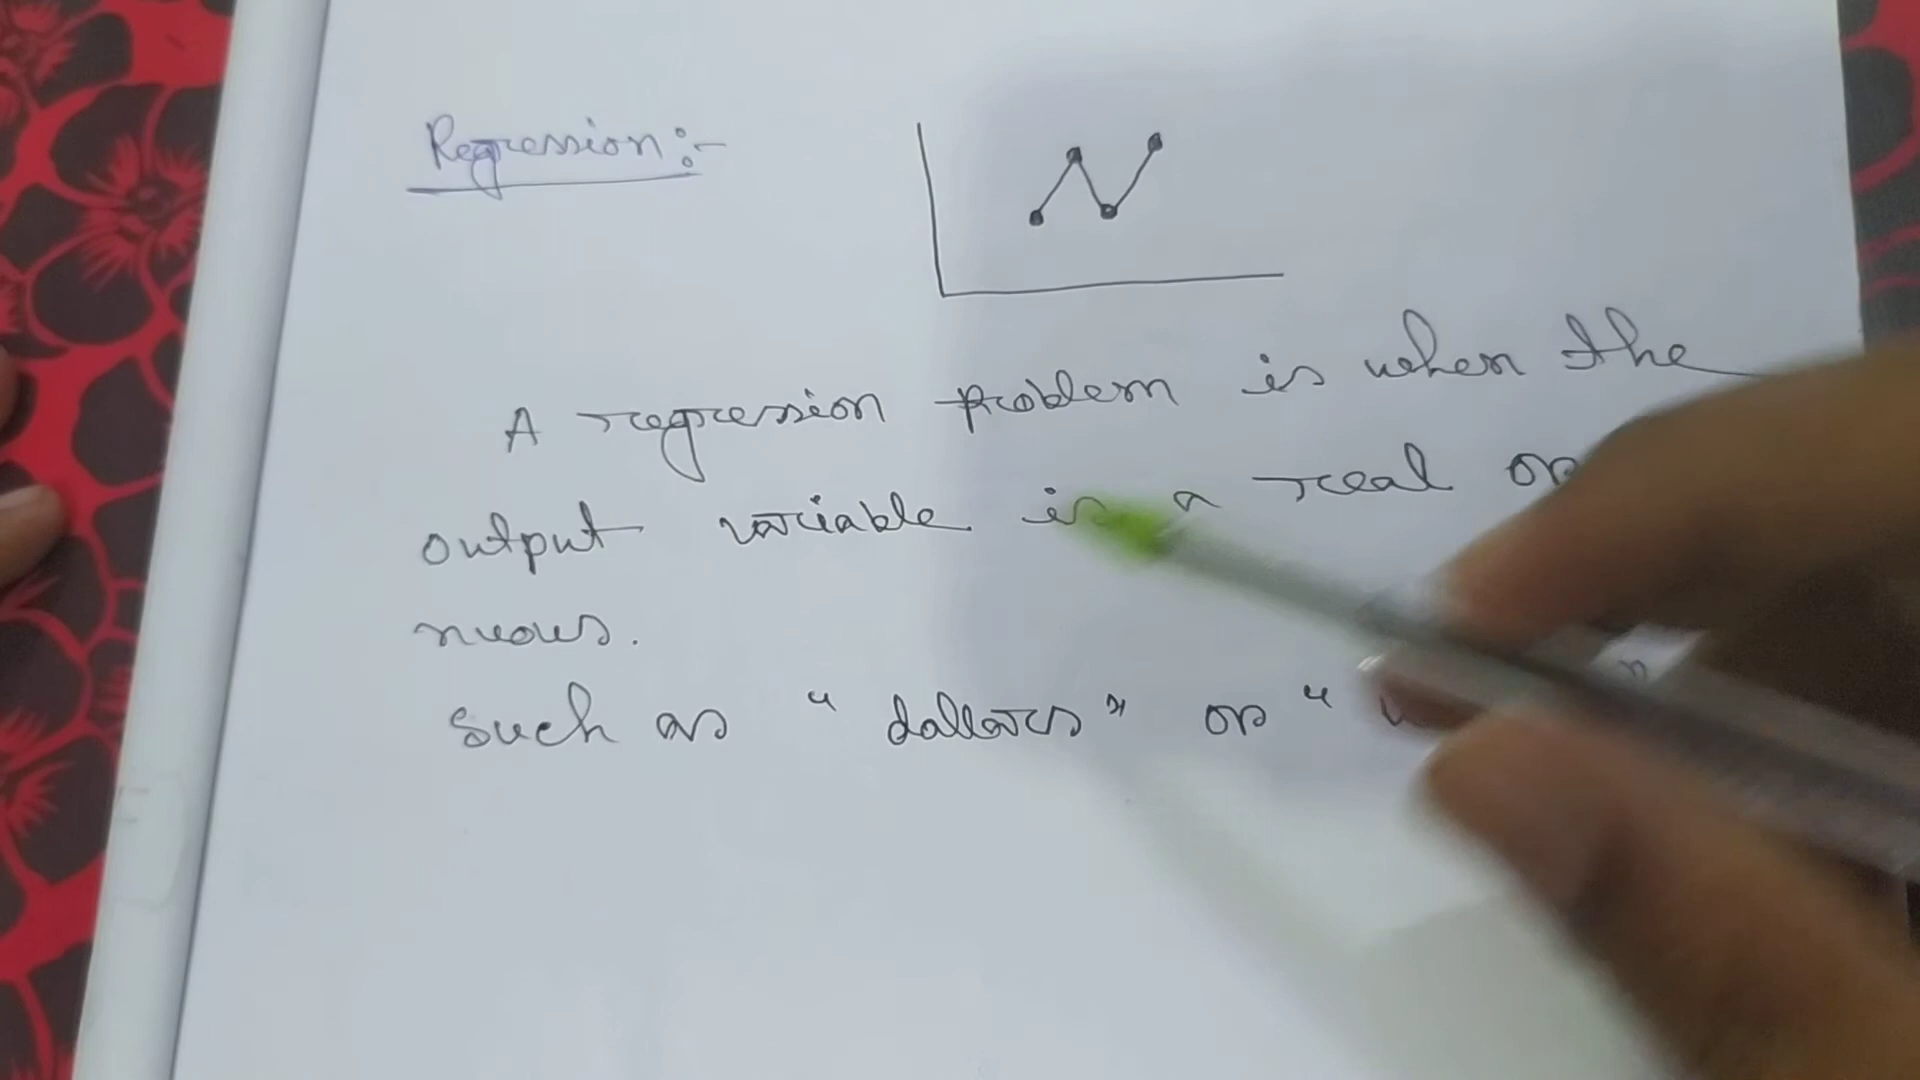 Regression:-
A regression problem is when the
output variable is a real or
nuous.
Such as "dollars" or "